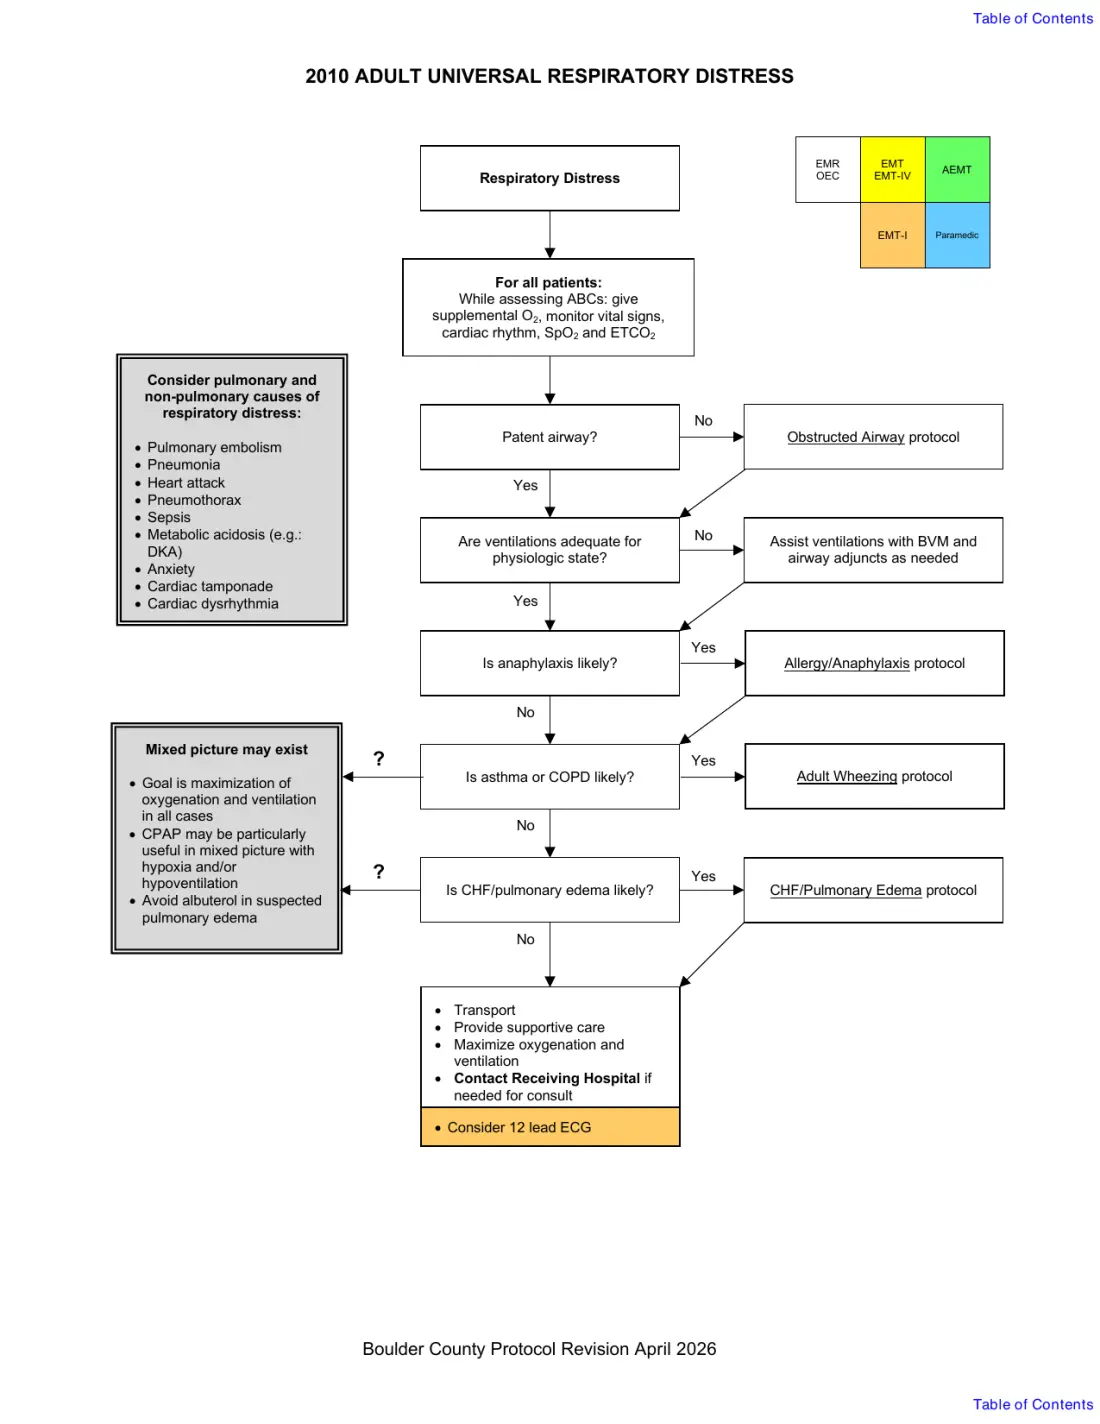 Table of Contents
2010 ADULT UNIVERSAL RESPIRATORY DISTRESS
EMR
OEC
EMT
EMT-IV
AEMT
EMT-I
Paramedic
Respiratory Distress
For all patients:
While assessing ABCs: give
supplemental O₂, monitor vital signs,
cardiac rhythm, SpO₂ and ETCO₂
Consider pulmonary and
non-pulmonary causes of
respiratory distress:
• Pulmonary embolism
• Pneumonia
• Heart attack
• Pneumothorax
• Sepsis
• Metabolic acidosis (e.g.:
DKA)
• Anxiety
• Cardiac tamponade
• Cardiac dysrhythmia
Patent airway?
No
Obstructed Airway protocol
Yes
Are ventilations adequate for
physiologic state?
No
Assist ventilations with BVM and
airway adjuncts as needed
Yes
Is anaphylaxis likely?
Yes
Allergy/Anaphylaxis protocol
No
Mixed picture may exist
• Goal is maximization of
oxygenation and ventilation
in all cases
• CPAP may be particularly
useful in mixed picture with
hypoxia and/or
hypoventilation
• Avoid albuterol in suspected
pulmonary edema
?
Is asthma or COPD likely?
Yes
Adult Wheezing protocol
No
?
Is CHF/pulmonary edema likely?
Yes
CHF/Pulmonary Edema protocol
No
• Transport
• Provide supportive care
• Maximize oxygenation and
ventilation
• Contact Receiving Hospital if
needed for consult
• Consider 12 lead ECG
Boulder County Protocol Revision April 2026
Table of Contents